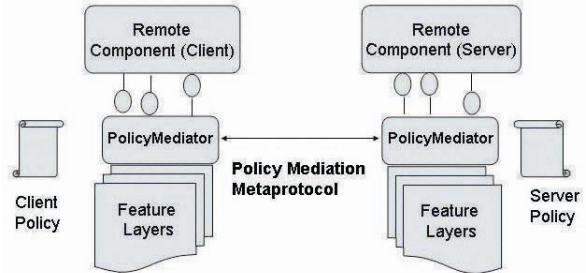 Remote
Component (Client)
Remote
Component (Server)
PolicyMediator
PolicyMediator
Policy Mediation
Metaprotocol
Client
Policy
Feature
Layers
Feature
Layers
Server
Policy